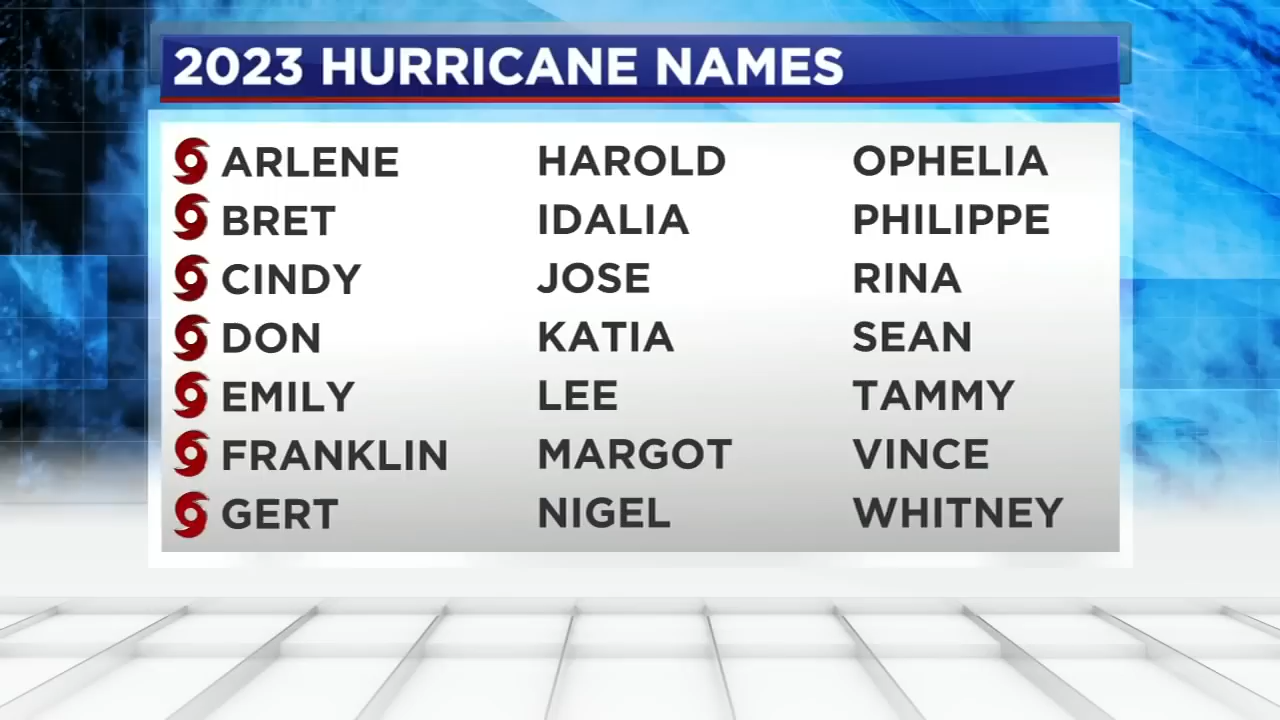 2023 HURRICANE NAMES
ARLENE
BRET
CINDY
DON
EMILY
FRANKLIN
GERT
HAROLD
IDALIA
JOSE
KATIA
LEE
MARGOT
NIGEL
OPHELIA
PHILIPPE
RINA
SEAN
TAMMY
VINCE
WHITNEY